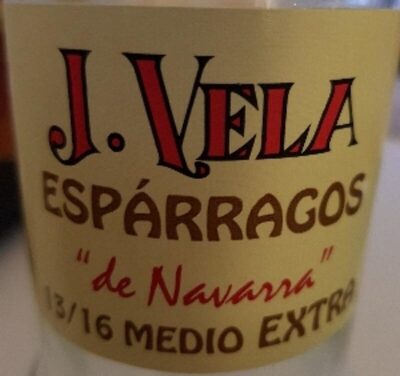 J. VELA
ESPÁRRAGOS
"de Navarra"
13/16 MEDIO EXTRA